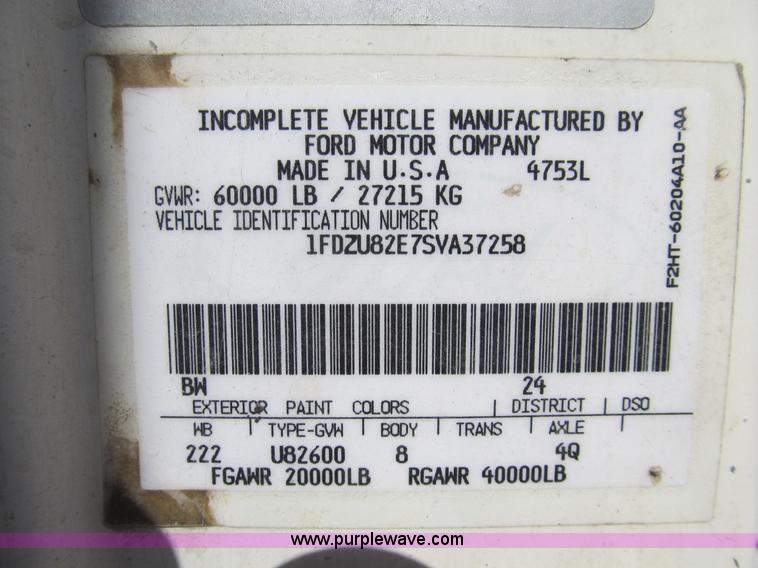 INCOMPLETE VEHICLE MANUFACTURED BY
FORD MOTOR COMPANY
MADE IN U.S.A 4753L
GVWR: 60000 LB / 27215 KG
VEHICLE IDENTIFICATION NUMBER
1FDZU82E7SVA37258
F2HT-60204A10-AA
BW 24
EXTERIOR PAINT COLORS | DISTRICT | DSO
WB | TYPE-GVW | BODY | TRANS | AXLE |
222 U82600 8 4Q
FGAWR 20000LB RGAWR 40000LB
www.purplewave.com